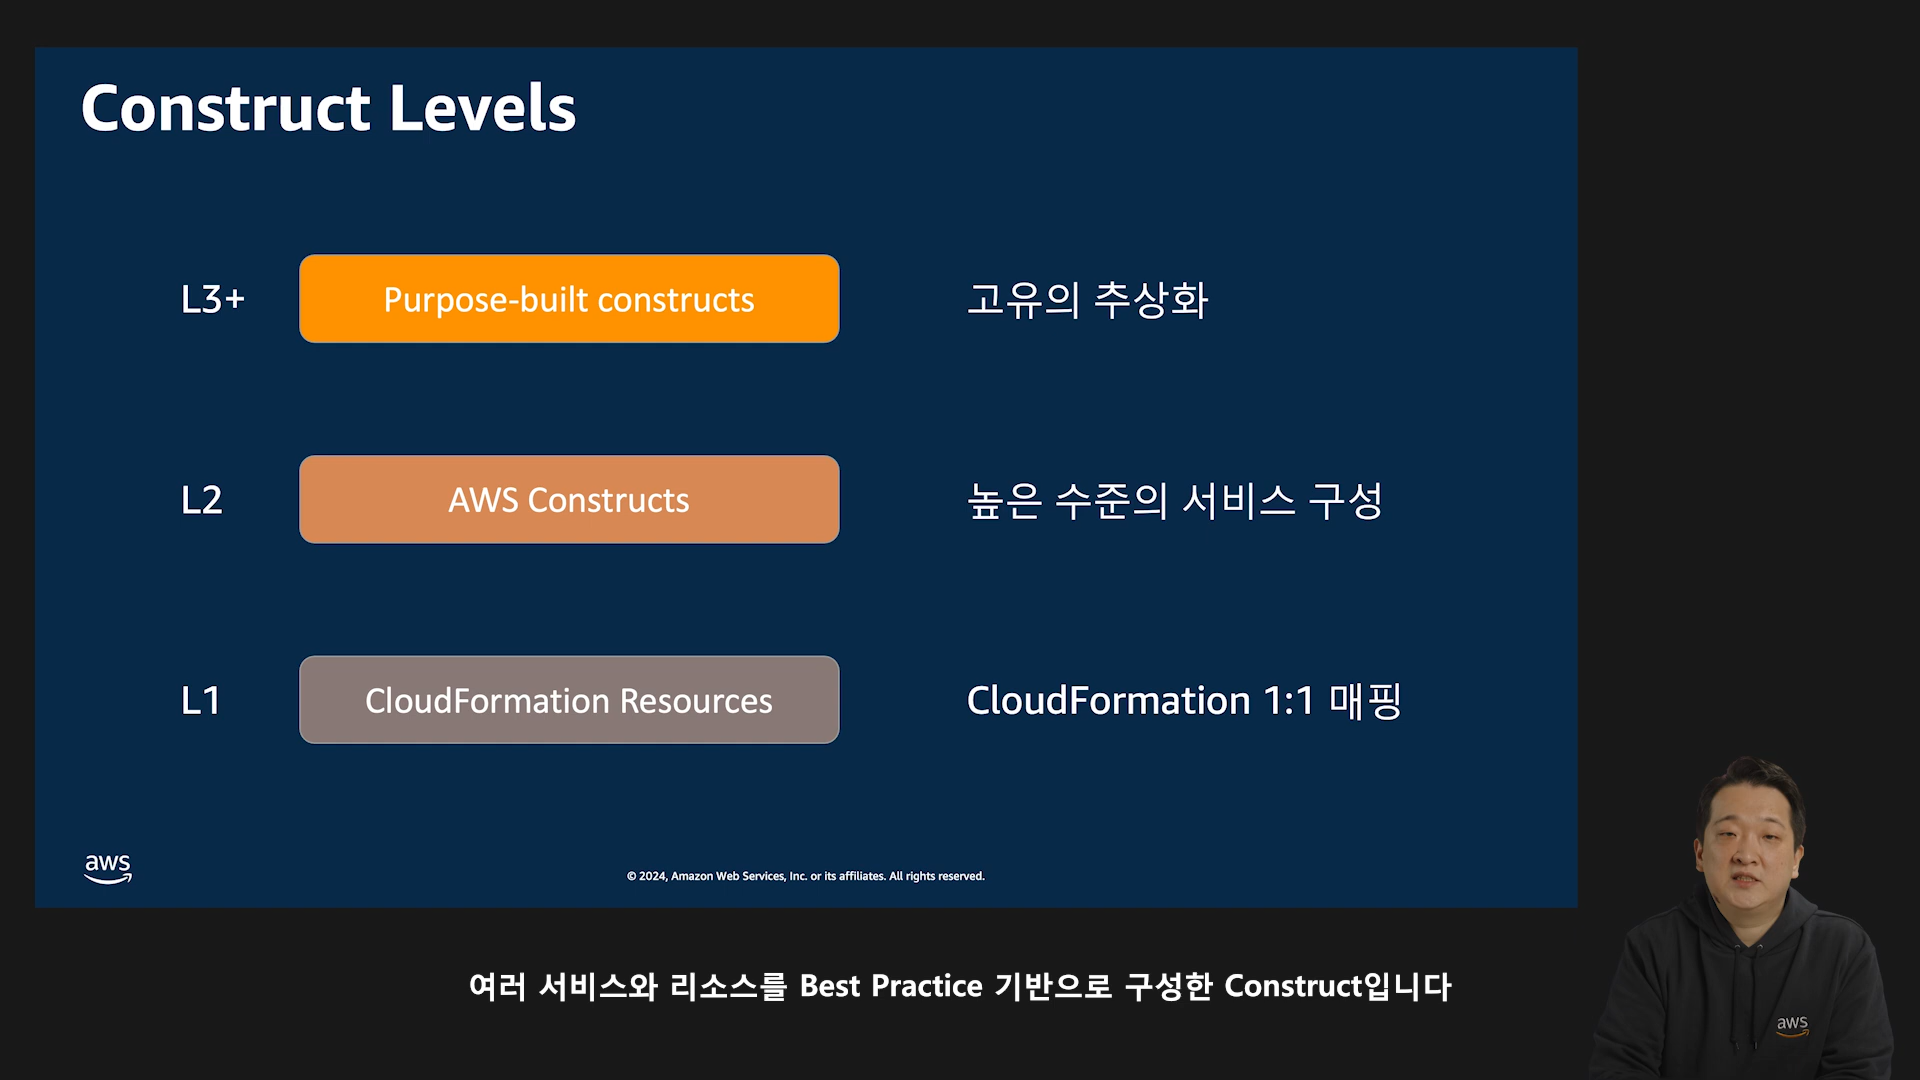 Construct Levels
L3+
Purpose-built constructs
고유의 추상화
L2
AWS Constructs
높은 수준의 서비스 구성
L1
CloudFormation Resources
CloudFormation 1:1 매핑
aws
© 2024, Amazon Web Services, Inc. or its affiliates. All rights reserved.
여러 서비스와 리소스를 Best Practice 기반으로 구성한 Construct입니다
aws